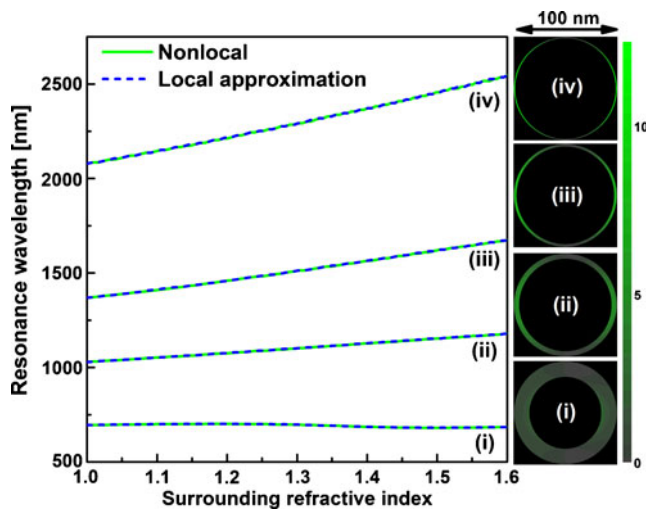 100 nm
Nonlocal
Local approximation
2500
2000
1500
1000
500
Resonance wavelength [nm]
(iv)
(iii)
(ii)
(i)
1.0 1.1 1.2 1.3 1.4 1.5 1.6
Surrounding refractive index
(iv)
(iii)
(ii)
(i)
10
5
0